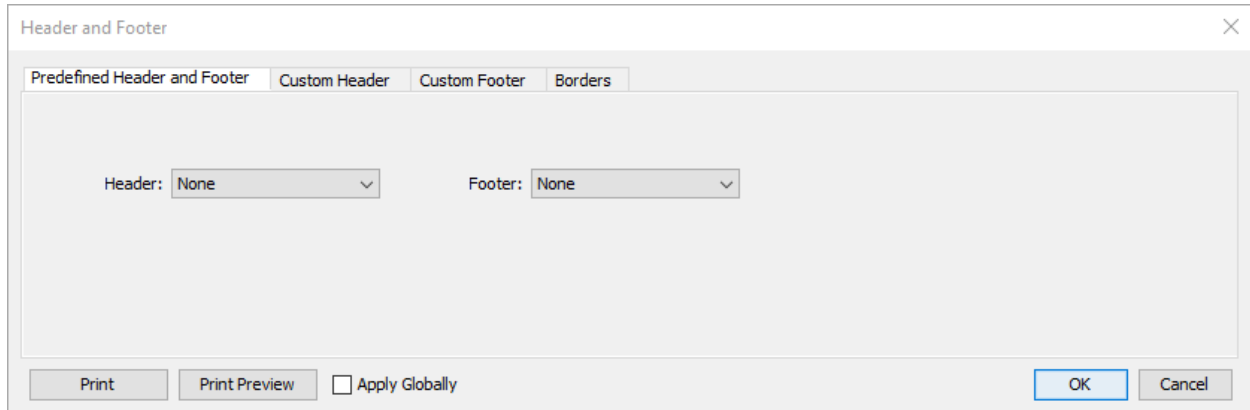 Header and Footer
Predefined Header and Footer Custom Header Custom Footer Borders
Header: None Footer: None
Print Print Preview Apply Globally OK Cancel